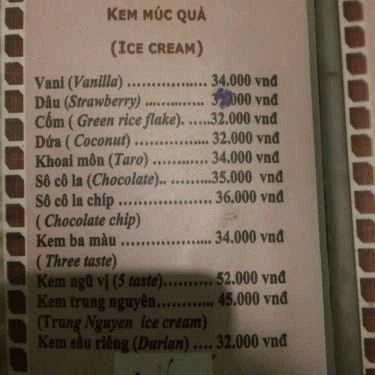 KEM MÚC QUẢ
(ICE CREAM)
Vani (Vanilla) ................. 34.000 vnđ
Dâu (Strawberry) ............ .000 vnđ
Cốm ( Green rice flake). .....32.000 vnđ
Dừa ( Coconut)................ 32.000 vnđ
Khoai môn (Taro) ............ 34.000 vnđ
Sô cô la (Chocolate).. .........35.000 vnđ
Sô cô la chíp .................. 36.000 vnđ
( Chocolate chip)
Kem ba màu .................... 34.000 vnđ
( Three taste)
Kem ngũ vị (5 taste).......... 52.000 vnđ
Kem trung nguyên............ 45.000 vnđ
(Trung Nguyen ice cream)
Kem sầu riêng (Durian) .... 32.000 vnđ